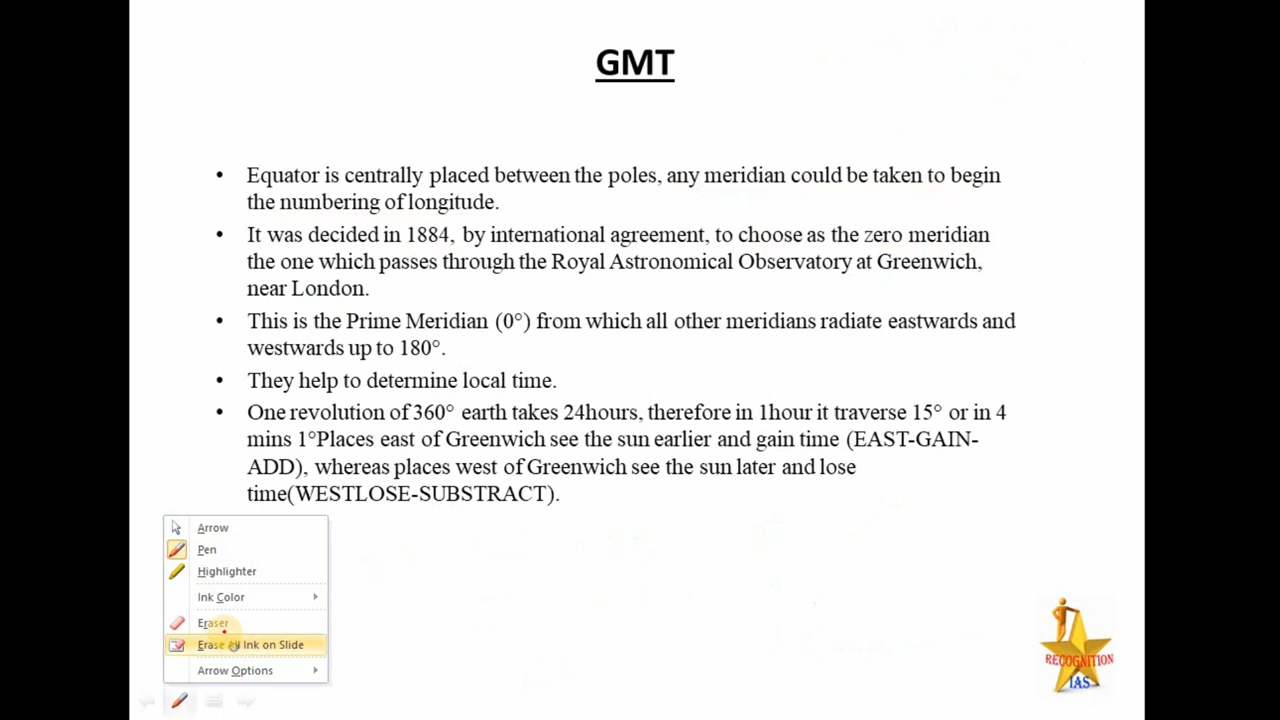 GMT
• Equator is centrally placed between the poles, any meridian could be taken to begin
the numbering of longitude.
• It was decided in 1884, by international agreement, to choose as the zero meridian
the one which passes through the Royal Astronomical Observatory at Greenwich,
near London.
• This is the Prime Meridian (0°) from which all other meridians radiate eastwards and
westwards up to 180°.
• They help to determine local time.
• One revolution of 360° earth takes 24hours, therefore in 1hour it traverse 15° or in 4
mins 1°Places east of Greenwich see the sun earlier and gain time (EAST-GAIN-
ADD), whereas places west of Greenwich see the sun later and lose
time(WESTLOSE-SUBSTRACT).
Arrow
Pen
Highlighter
Ink Color
Eraser
Erase All Ink on Slide
Arrow Options
RECOGNITION
IAS